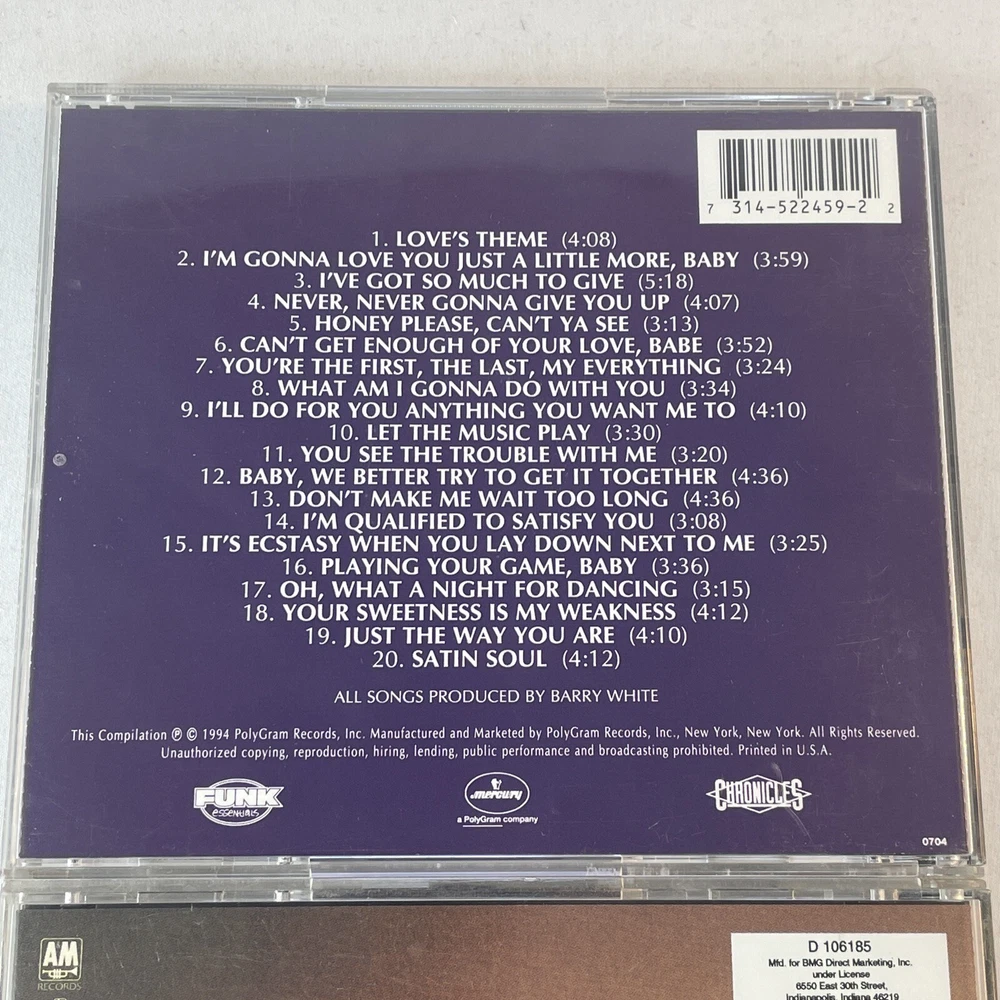 7 314-522459-2 2
1. LOVE'S THEME (4:08)
2. I'M GONNA LOVE YOU JUST A LITTLE MORE, BABY (3:59)
3. I'VE GOT SO MUCH TO GIVE (5:18)
4. NEVER, NEVER GONNA GIVE YOU UP (4:07)
5. HONEY PLEASE, CAN'T YA SEE (3:13)
6. CAN'T GET ENOUGH OF YOUR LOVE, BABE (3:52)
7. YOU'RE THE FIRST, THE LAST, MY EVERYTHING (3:24)
8. WHAT AM I GONNA DO WITH YOU (3:34)
9. I'LL DO FOR YOU ANYTHING YOU WANT ME TO (4:10)
10. LET THE MUSIC PLAY (3:30)
11. YOU SEE THE TROUBLE WITH ME (3:20)
12. BABY, WE BETTER TRY TO GET IT TOGETHER (4:36)
13. DON'T MAKE ME WAIT TOO LONG (4:36)
14. I'M QUALIFIED TO SATISFY YOU (3:08)
15. IT'S ECSTASY WHEN YOU LAY DOWN NEXT TO ME (3:25)
16. PLAYING YOUR GAME, BABY (3:36)
17. OH, WHAT A NIGHT FOR DANCING (3:15)
18. YOUR SWEETNESS IS MY WEAKNESS (4:12)
19. JUST THE WAY YOU ARE (4:10)
20. SATIN SOUL (4:12)
ALL SONGS PRODUCED BY BARRY WHITE
This Compilation ℗ © 1994 PolyGram Records, Inc. Manufactured and Marketed by PolyGram Records, Inc., New York, New York. All Rights Reserved.
Unauthorized copying, reproduction, hiring, lending, public performance and broadcasting prohibited. Printed in U.S.A.
FUNK
essentials
mercury
a PolyGram company
CHRONICLES
0704
A&M
RECORDS
D 106185
Mfd. for BMG Direct Marketing, Inc.
under License
6550 East 30th Street,
Indianapolis, Indiana 46219